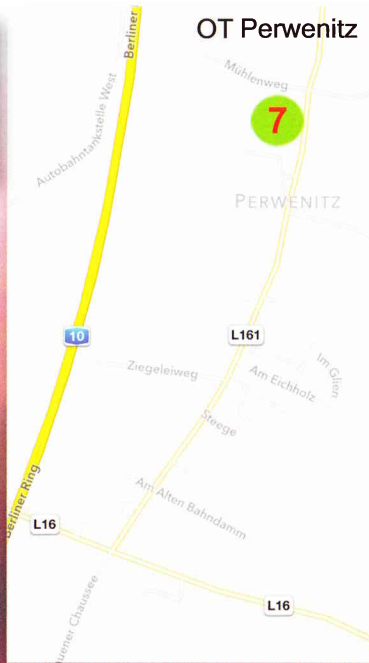 OT Perwenitz
Berliner
Mühlenweg
Autobahntankstelle West
7
PERWENITZ
10
L161
Ziegeleiweg
Am Eichholz
Im Glien
Steege
Berliner Ring
Am Alten Bahndamm
L16
L16
Chaussee